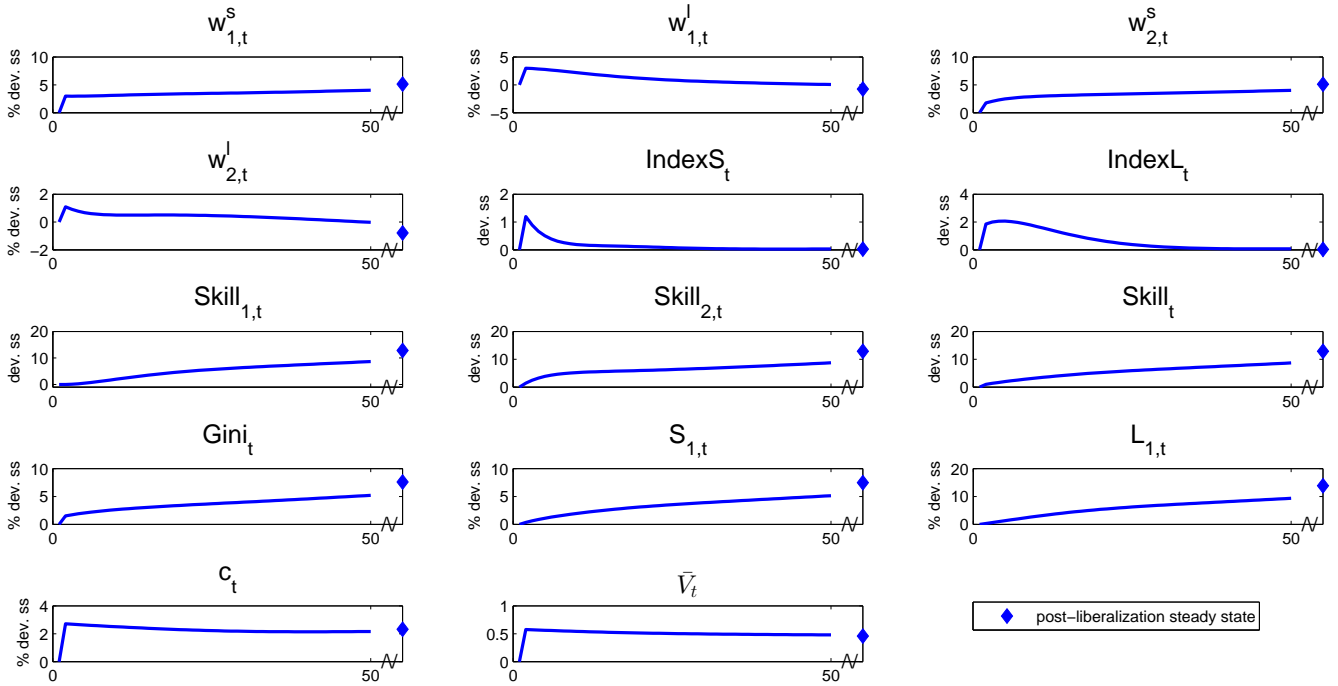 w^s_{1,t}
w^l_{1,t}
w^s_{2,t}
% dev. ss
10
5
0
0
50
% dev. ss
5
0
−5
0
50
% dev. ss
10
5
0
0
50
w^l_{2,t}
IndexS_t
IndexL_t
% dev. ss
2
0
−2
0
50
dev. ss
2
1
0
0
50
dev. ss
4
2
0
0
50
Skill_{1,t}
Skill_{2,t}
Skill_t
dev. ss
20
10
0
0
50
dev. ss
20
10
0
0
50
dev. ss
20
10
0
0
50
Gini_t
S_{1,t}
L_{1,t}
% dev. ss
10
5
0
0
50
% dev. ss
10
5
0
0
50
% dev. ss
20
10
0
0
50
c_t
V̄_t
% dev. ss
4
2
0
0
50
% dev. ss
1
0.5
0
0
50
post−liberalization steady state